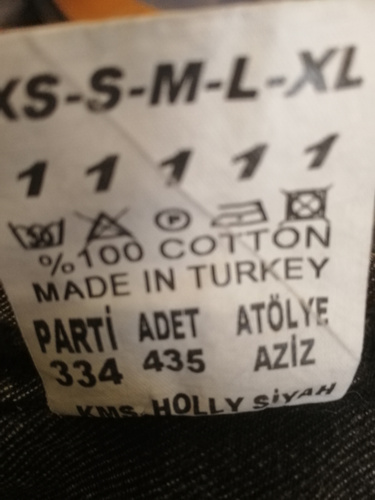 XS-S-M-L-XL
1 1 1 1 1
30 P
%100 COTTON
MADE IN TURKEY
PARTİ ADET ATÖLYE
334 435 AZİZ
KMS. HOLLY SİYAH